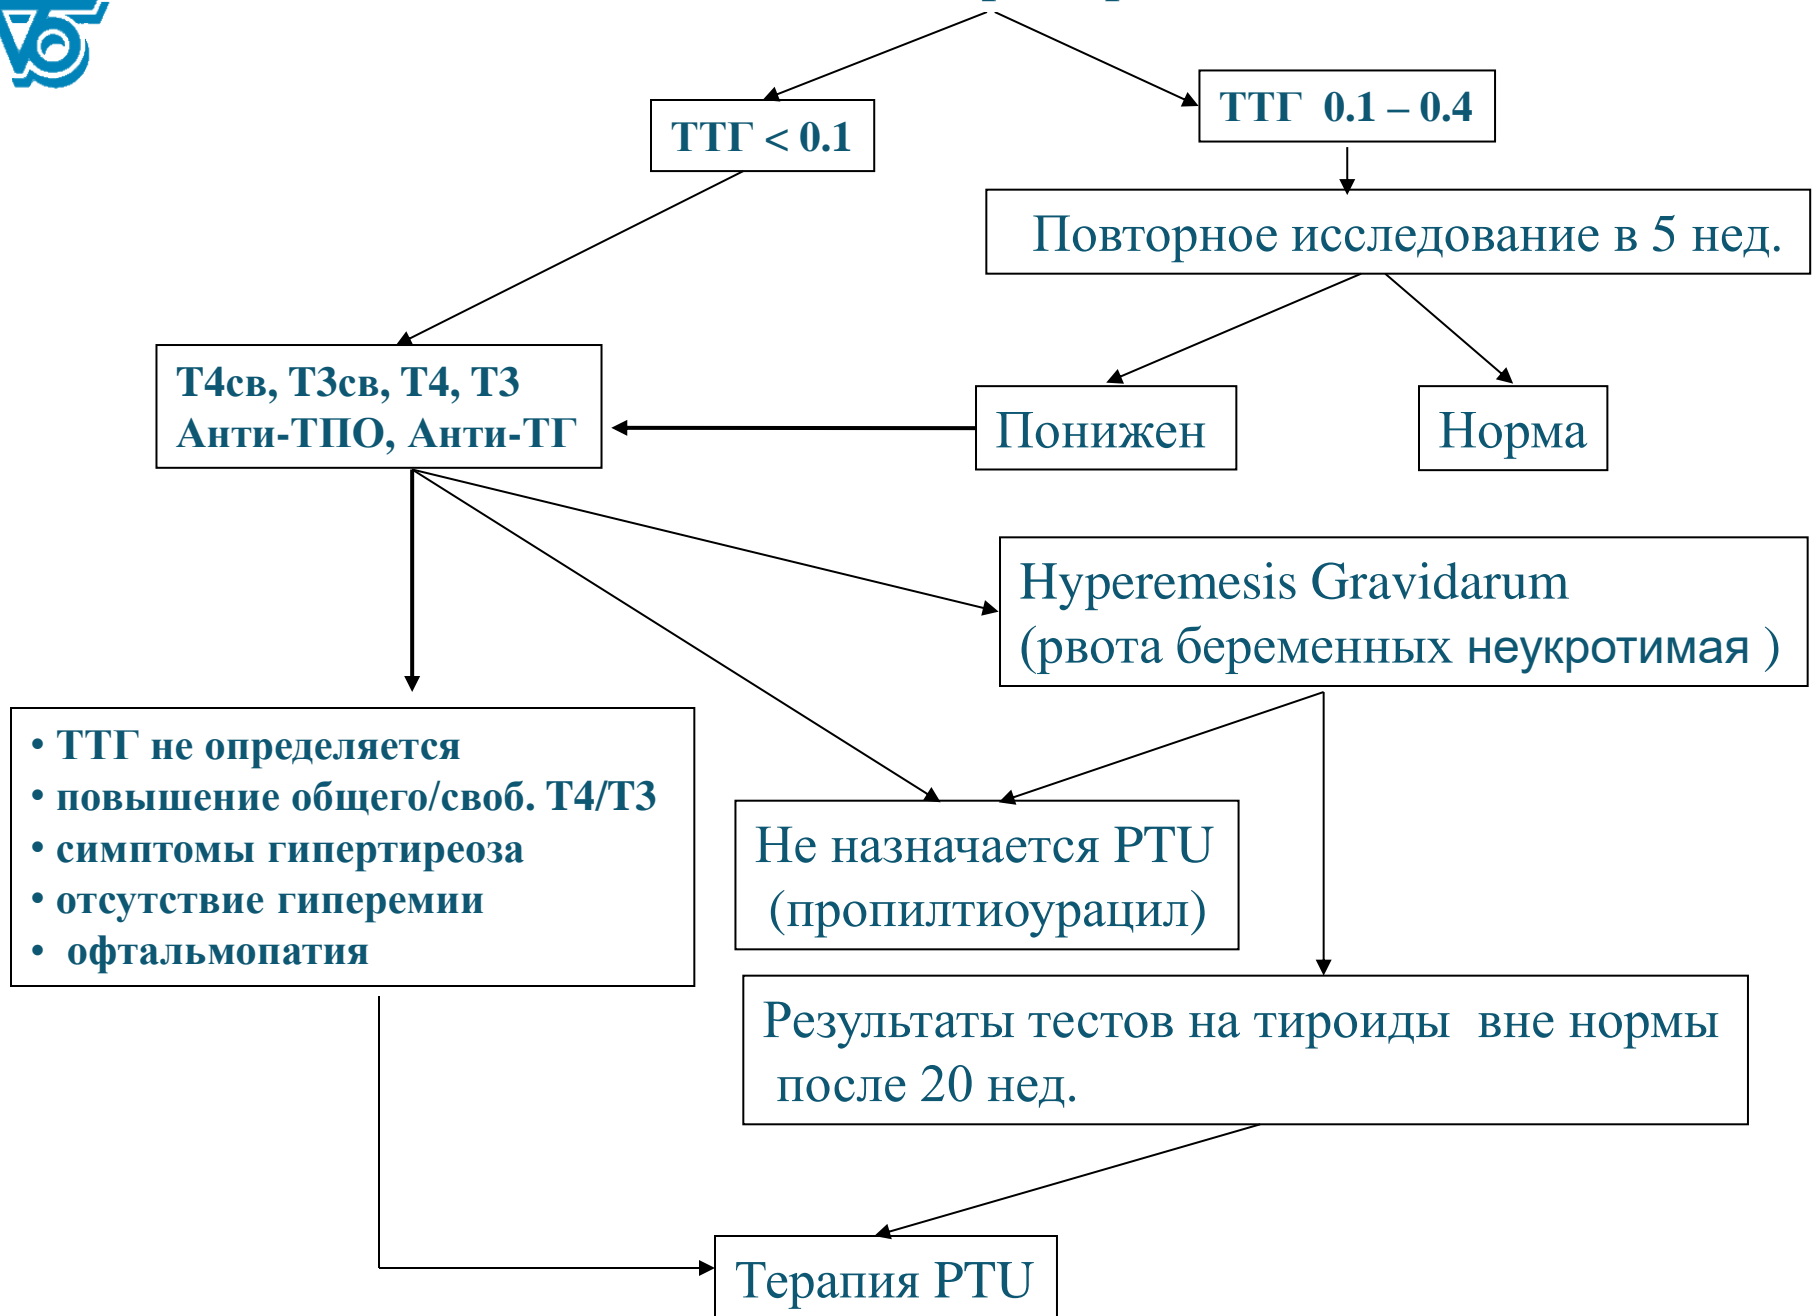 ТТГ < 0.1
ТТГ 0.1 – 0.4
Повторное исследование в 5 нед.
Т4св, Т3св, Т4, Т3
Анти-ТПО, Анти-ТГ
Понижен
Норма
Hyperemesis Gravidarum
(рвота беременных неукротимая )
• ТТГ не определяется
• повышение общего/своб. Т4/Т3
• симптомы гипертиреоза
• отсутствие гиперемии
• офтальмопатия
Не назначается PTU
(пропилтиоурацил)
Результаты тестов на тироиды вне нормы
после 20 нед.
Терапия PTU